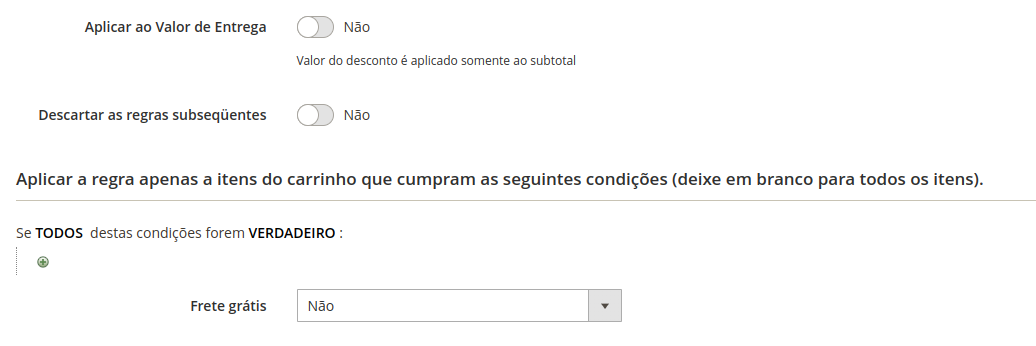 Aplicar ao Valor de Entrega Não
Valor do desconto é aplicado somente ao subtotal
Descartar as regras subseqüentes Não
Aplicar a regra apenas a itens do carrinho que cumpram as seguintes condições (deixe em branco para todos os itens).
Se TODOS destas condições forem VERDADEIRO :
Frete grátis Não